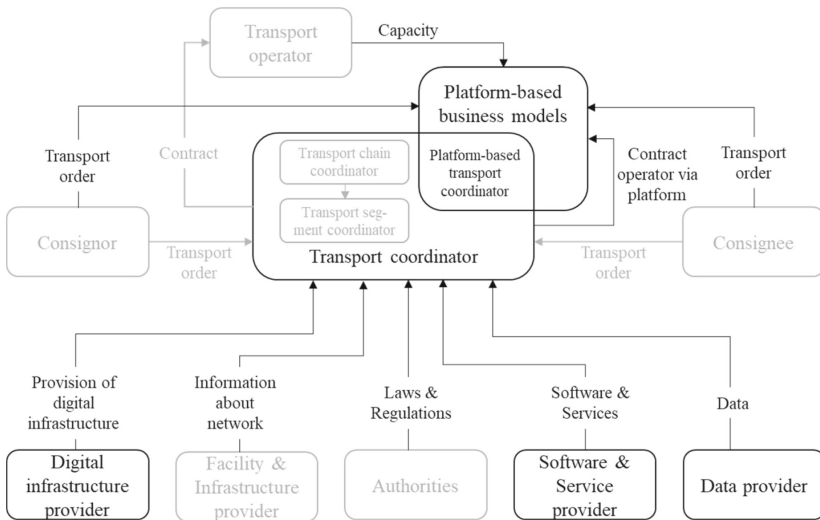 Transport
operator
Capacity
Platform-based
business models
Transport
order
Contract
Transport chain
coordinator
Platform-based
transport
coordinator
Contract
operator via
platform
Transport
order
Transport seg-
ment coordinator
Consignor
Transport
order
Transport coordinator
Transport
order
Consignee
Provision of
digital
infrastructure
Information
about
network
Laws &
Regulations
Software &
Services
Data
Digital
infrastructure
provider
Facility &
Infrastructure
provider
Authorities
Software &
Service
provider
Data provider